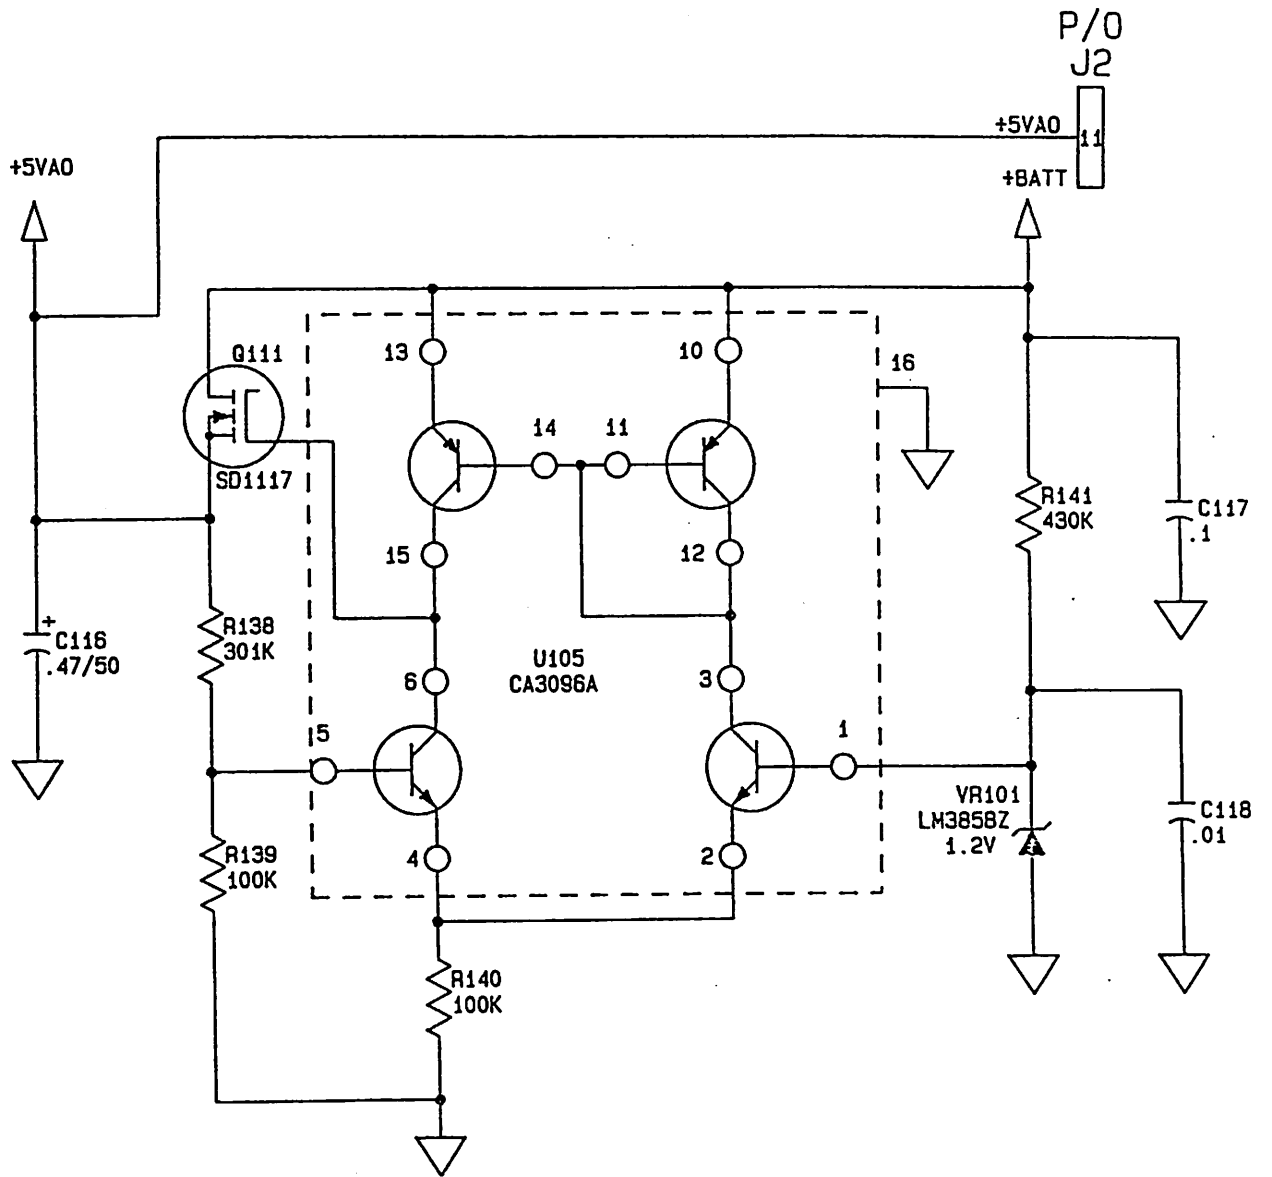 P/O
J2
+5VAO
11
+5VAO
+BATT
Q111
13
10
16
14
11
SD1117
R141
430K
C117
.1
15
12
+
C116
.47/50
R138
301K
U105
CA3096A
6
3
5
1
VR101
LM385BZ
1.2V
C118
.01
R139
100K
4
2
R140
100K